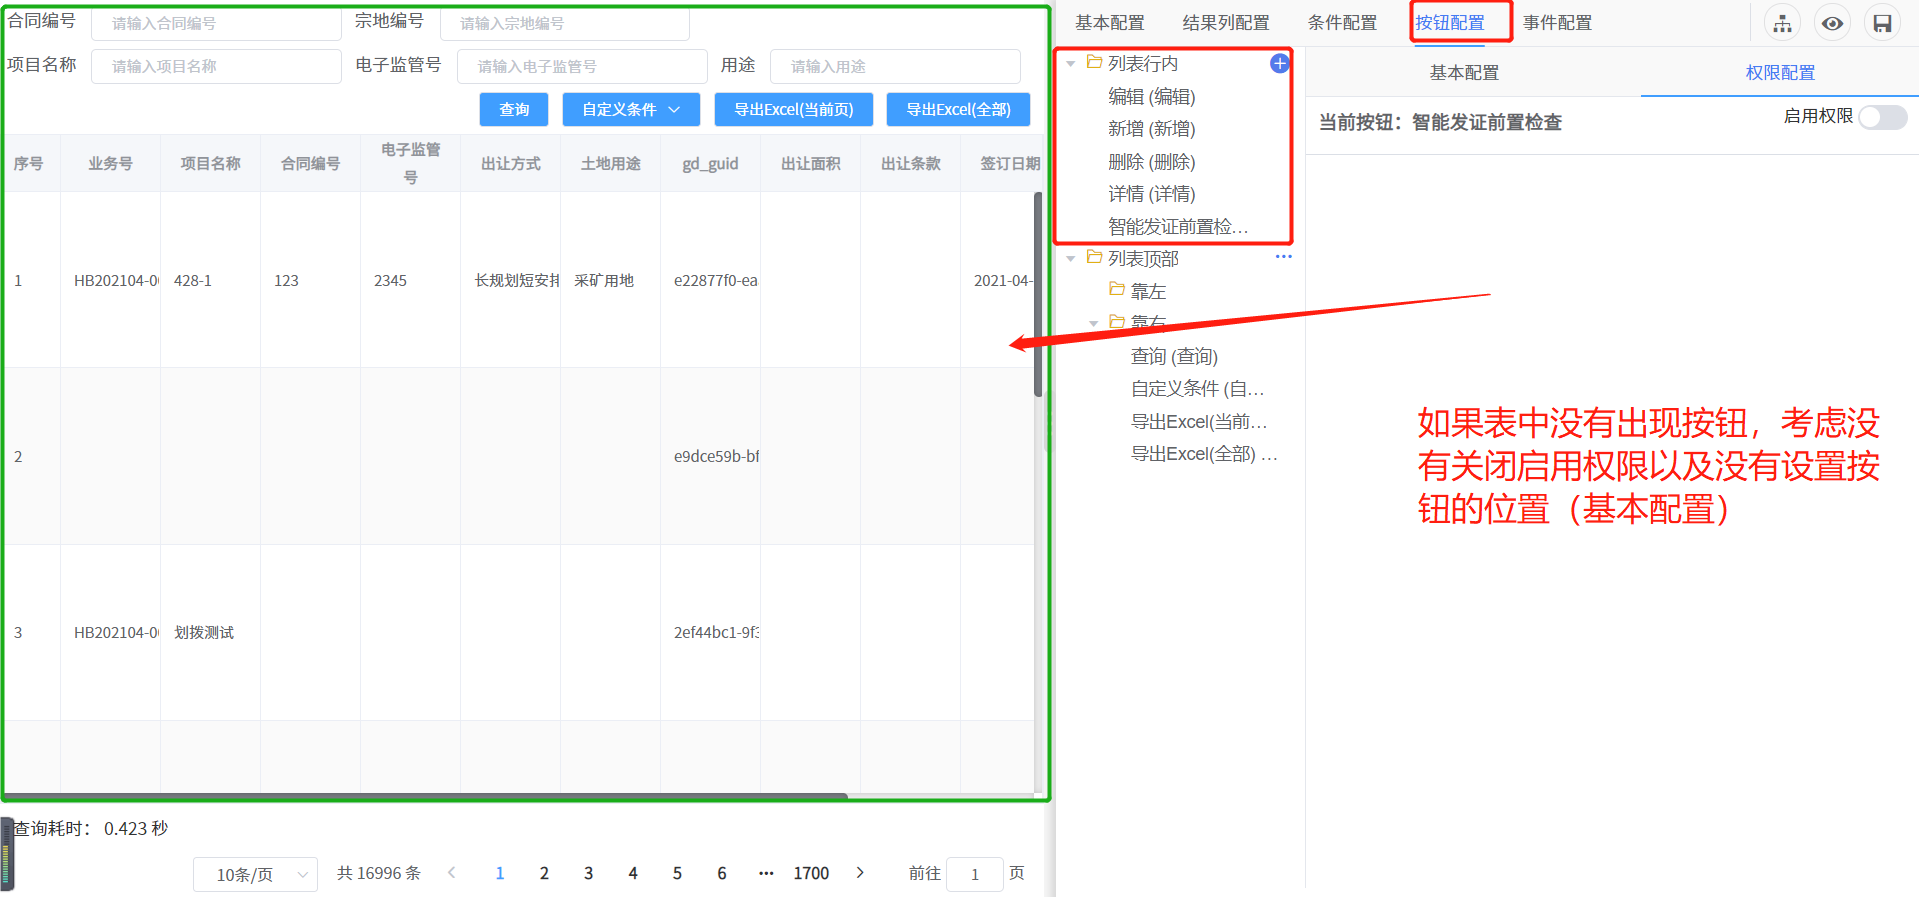 合同编号 请输入合同编号 宗地编号 请输入宗地编号
项目名称 请输入项目名称 电子监管号 请输入电子监管号 用途 请输入用途
查询 自定义条件 导出Excel(当前页) 导出Excel(全部)
序号 业务号 项目名称 合同编号 电子监管号 出让方式 土地用途 gd_guid 出让面积 出让条款 签订日期
1 HB202104-0 428-1 123 2345 长规划短安排 采矿用地 e22877f0-ea 2021-04-
2 e9dce59b-bf
3 HB202104-0 划拨测试 2ef44bc1-9f3
查询耗时： 0.423 秒
10条/页 共 16996 条 1 2 3 4 5 6 ••• 1700 前往 1 页
基本配置 结果列配置 条件配置 按钮配置 事件配置
列表行内
编辑 (编辑)
新增 (新增)
删除 (删除)
详情 (详情)
智能发证前置检...
列表顶部
靠左
靠右
查询 (查询)
自定义条件 (自...
导出Excel(当前...
导出Excel(全部) ...
基本配置 权限配置
当前按钮：智能发证前置检查 启用权限
如果表中没有出现按钮，考虑没
有关闭启用权限以及没有设置按
钮的位置（基本配置）